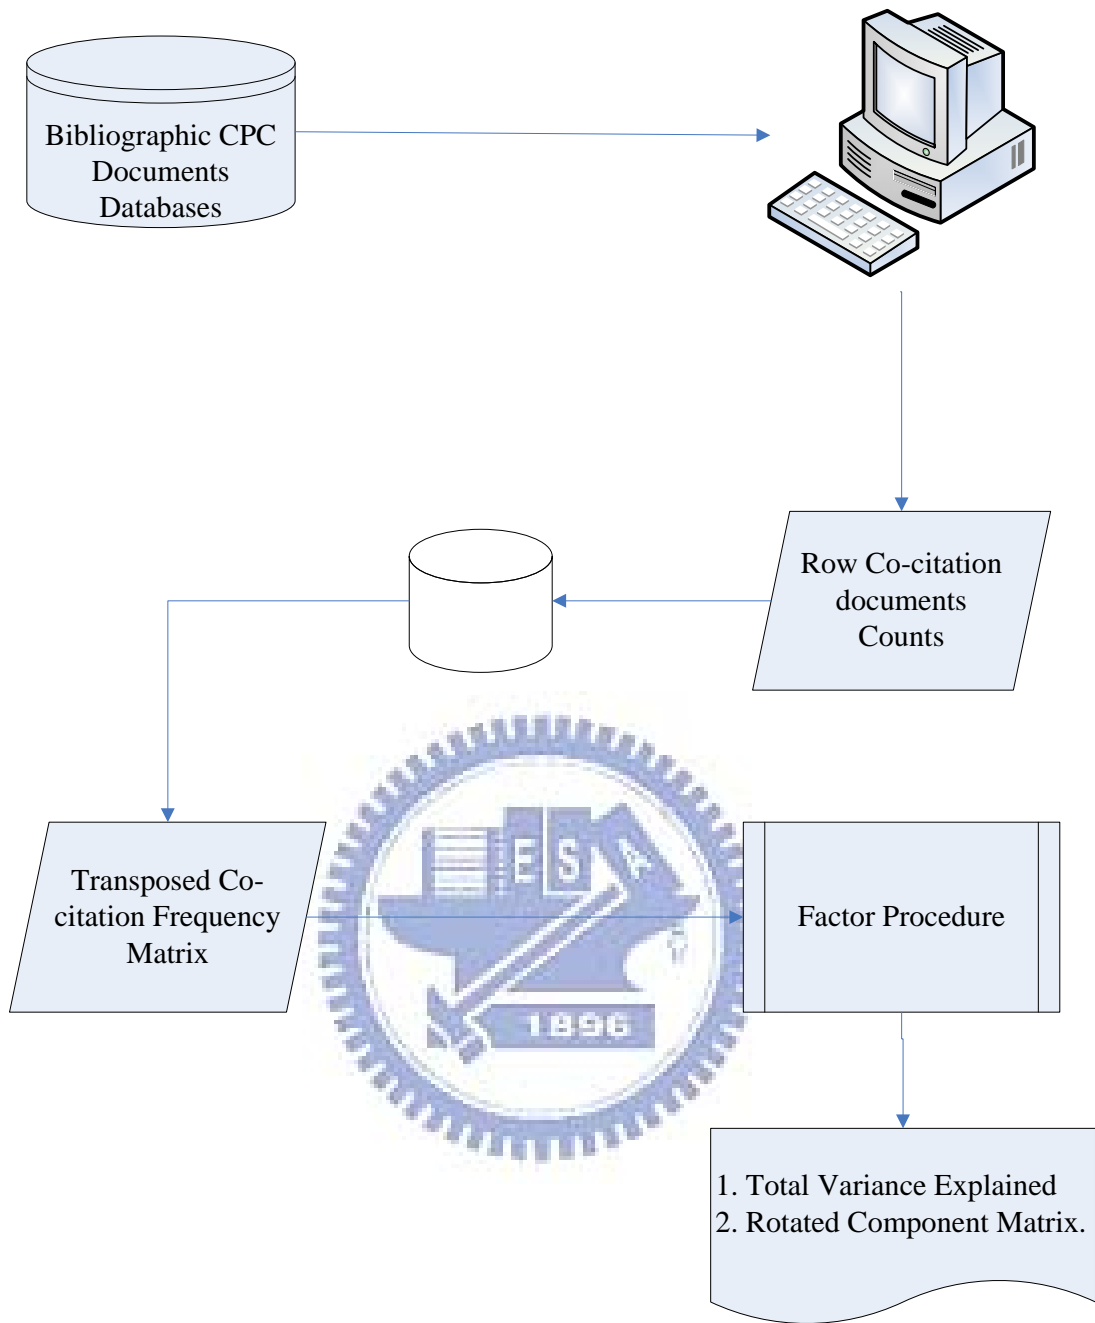 Bibliographic CPC
Documents
Databases
Row Co-citation
documents
Counts
Transposed Co-
citation Frequency
Matrix
E S A
1896
Factor Procedure
1. Total Variance Explained
2. Rotated Component Matrix.